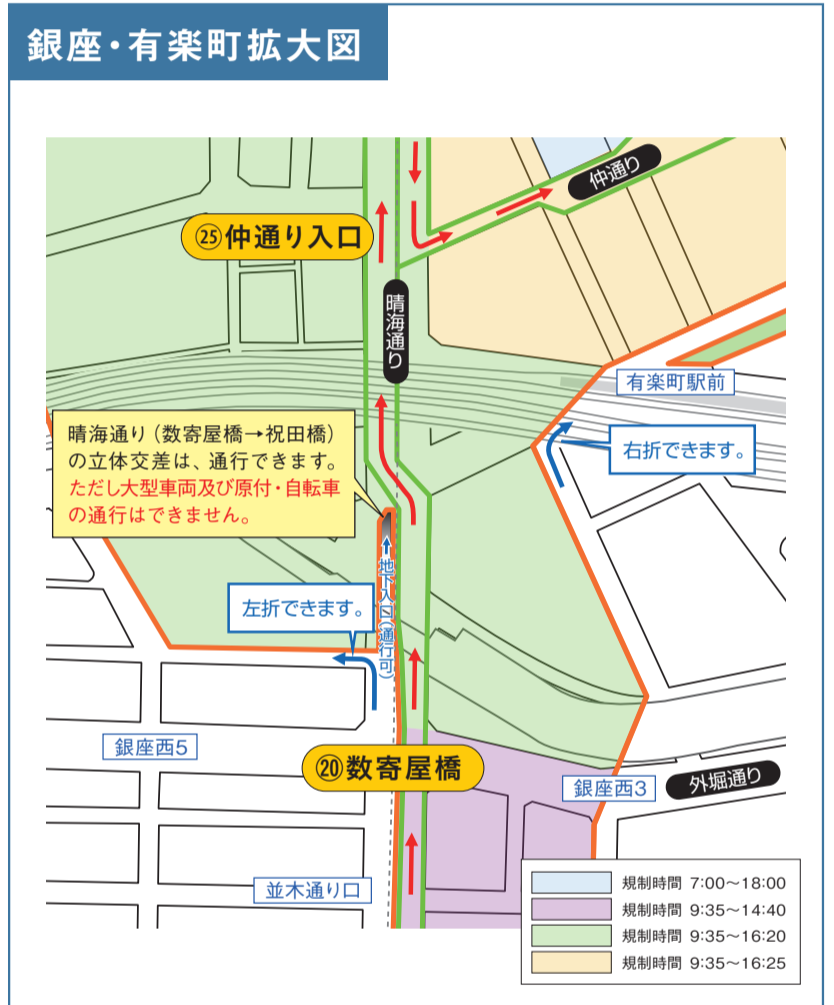 銀座・有楽町拡大図
仲通り
㉕仲通り入口
晴海通り
有楽町駅前
晴海通り（数寄屋橋→祝田橋）
の立体交差は、通行できます。
ただし大型車両及び原付・自転車
の通行はできません。
右折できます。
左折できます。
↑地下入口（通行可）
銀座西5
⑳数寄屋橋
銀座西3
外堀通り
並木通り口
規制時間 7:00～18:00
規制時間 9:35～14:40
規制時間 9:35～16:20
規制時間 9:35～16:25